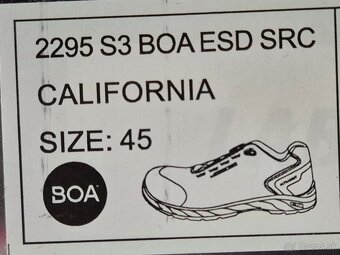 2295 S3 BOA ESD SRC
CALIFORNIA
SIZE: 45
BOA